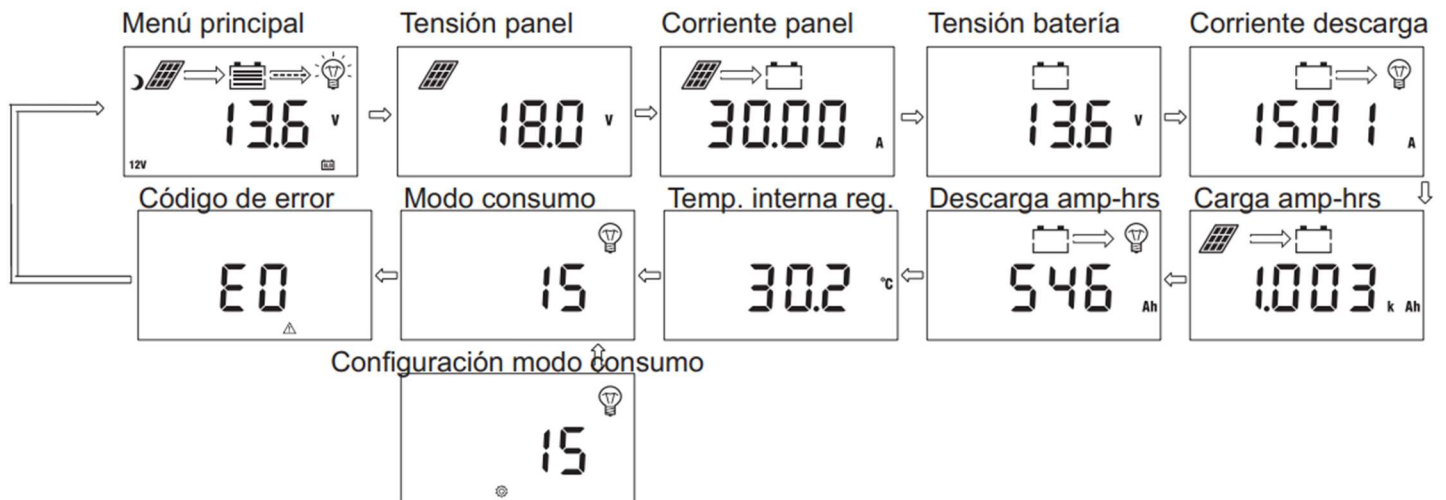 Menú principal
Tensión panel
Corriente panel
Tensión batería
Corriente descarga
13.6 V
12V
18.0 V
30.00 A
13.6 V
15.01 A
Código de error
Modo consumo
Temp. interna reg.
Descarga amp-hrs
Carga amp-hrs
E0
15
30.2 °C
546 Ah
1.003 k Ah
Configuración modo consumo
15